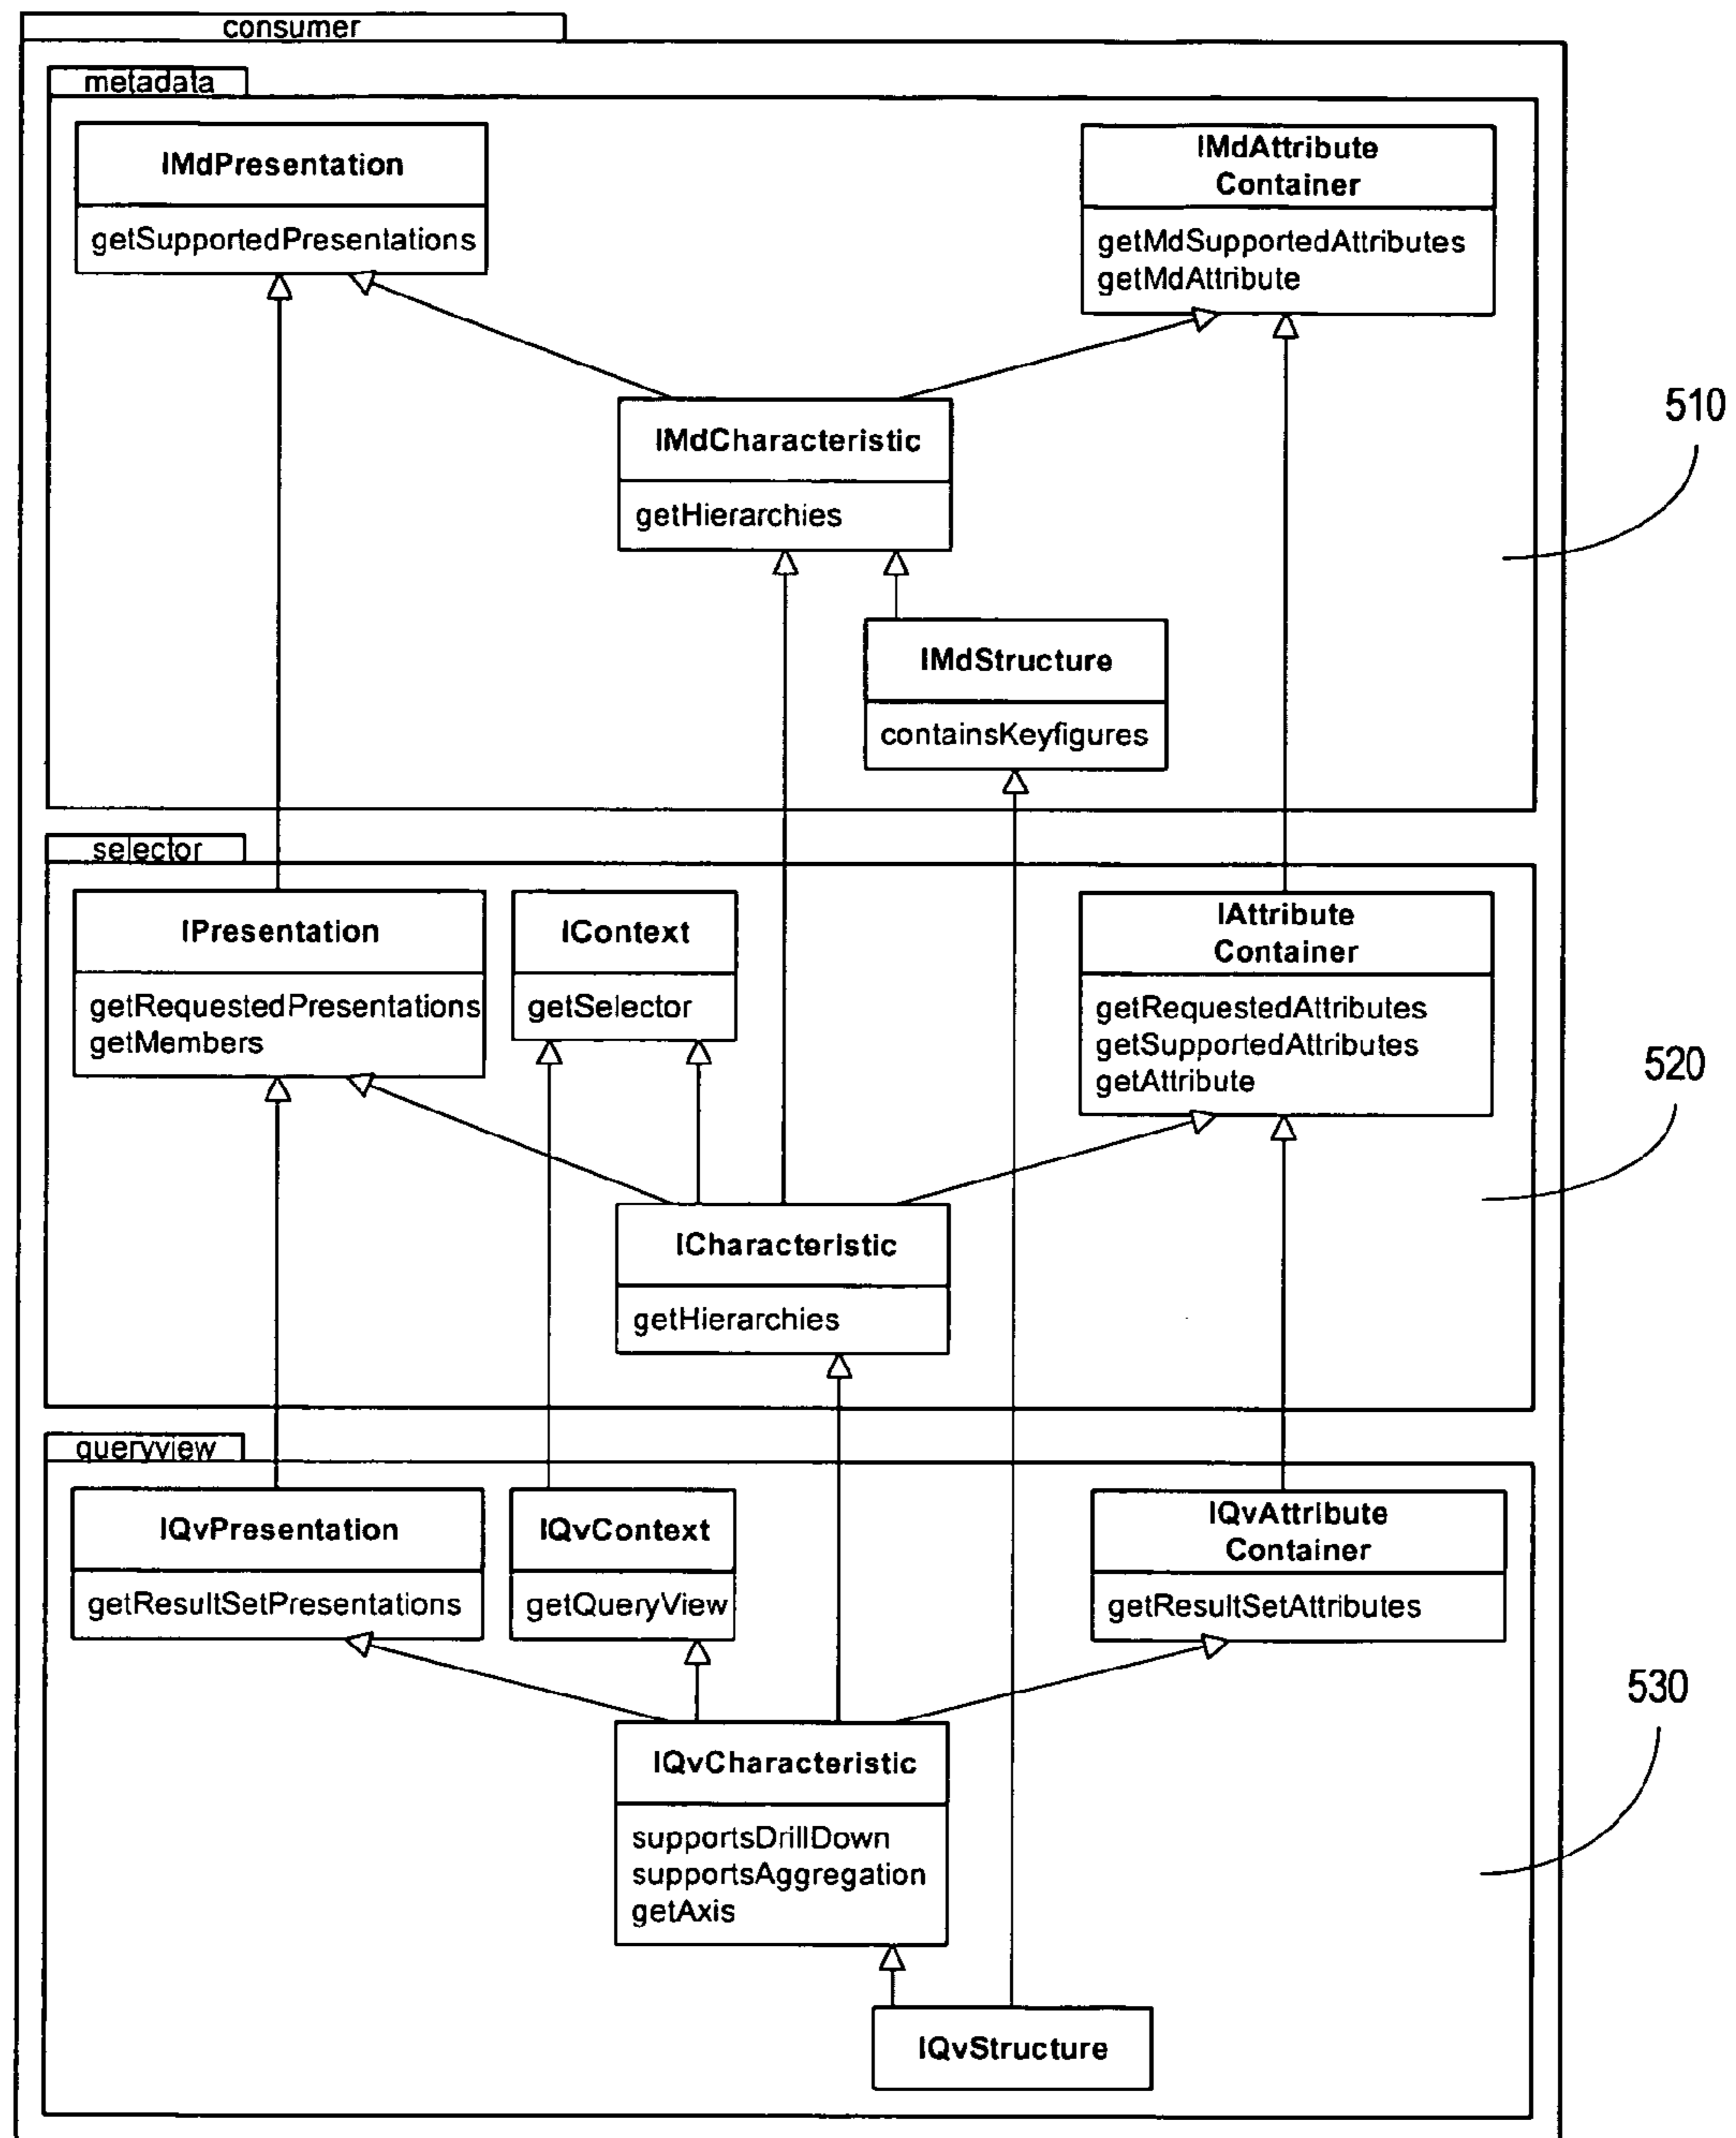 consumer
metadata
IMdPresentation
getSupportedPresentations
IMdAttribute
Container
getMdSupportedAttributes
getMdAttribute
510
IMdCharacteristic
getHierarchies
IMdStructure
containsKeyfigures
selector
IPresentation
getRequestedPresentations
getMembers
IContext
getSelector
IAttribute
Container
getRequestedAttributes
getSupportedAttributes
getAttribute
520
ICharacteristic
getHierarchies
queryview
IQvPresentation
getResultSetPresentations
IQvContext
getQueryView
IQvAttribute
Container
getResultSetAttributes
530
IQvCharacteristic
supportsDrillDown
supportsAggregation
getAxis
IQvStructure